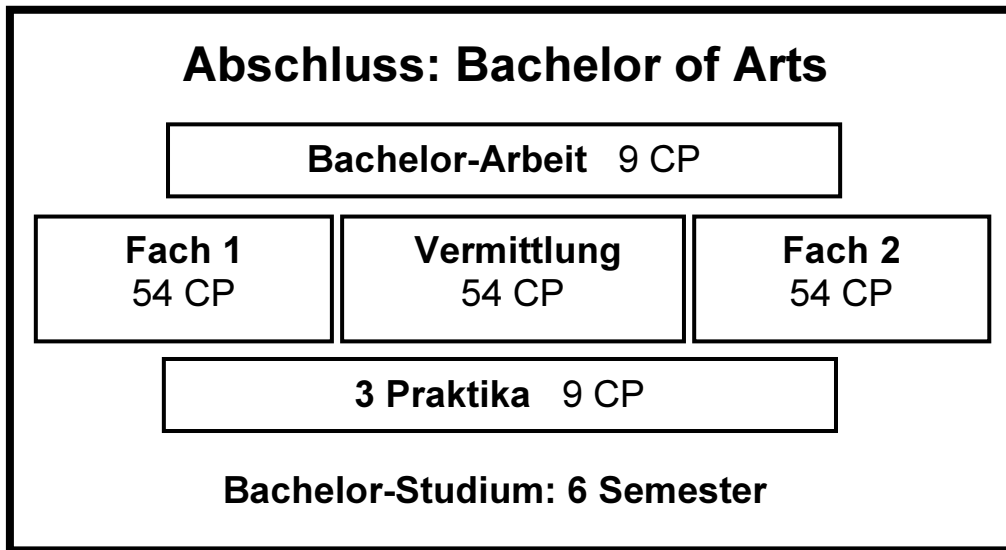 Abschluss: Bachelor of Arts
Bachelor-Arbeit 9 CP
Fach 1
54 CP
Vermittlung
54 CP
Fach 2
54 CP
3 Praktika 9 CP
Bachelor-Studium: 6 Semester